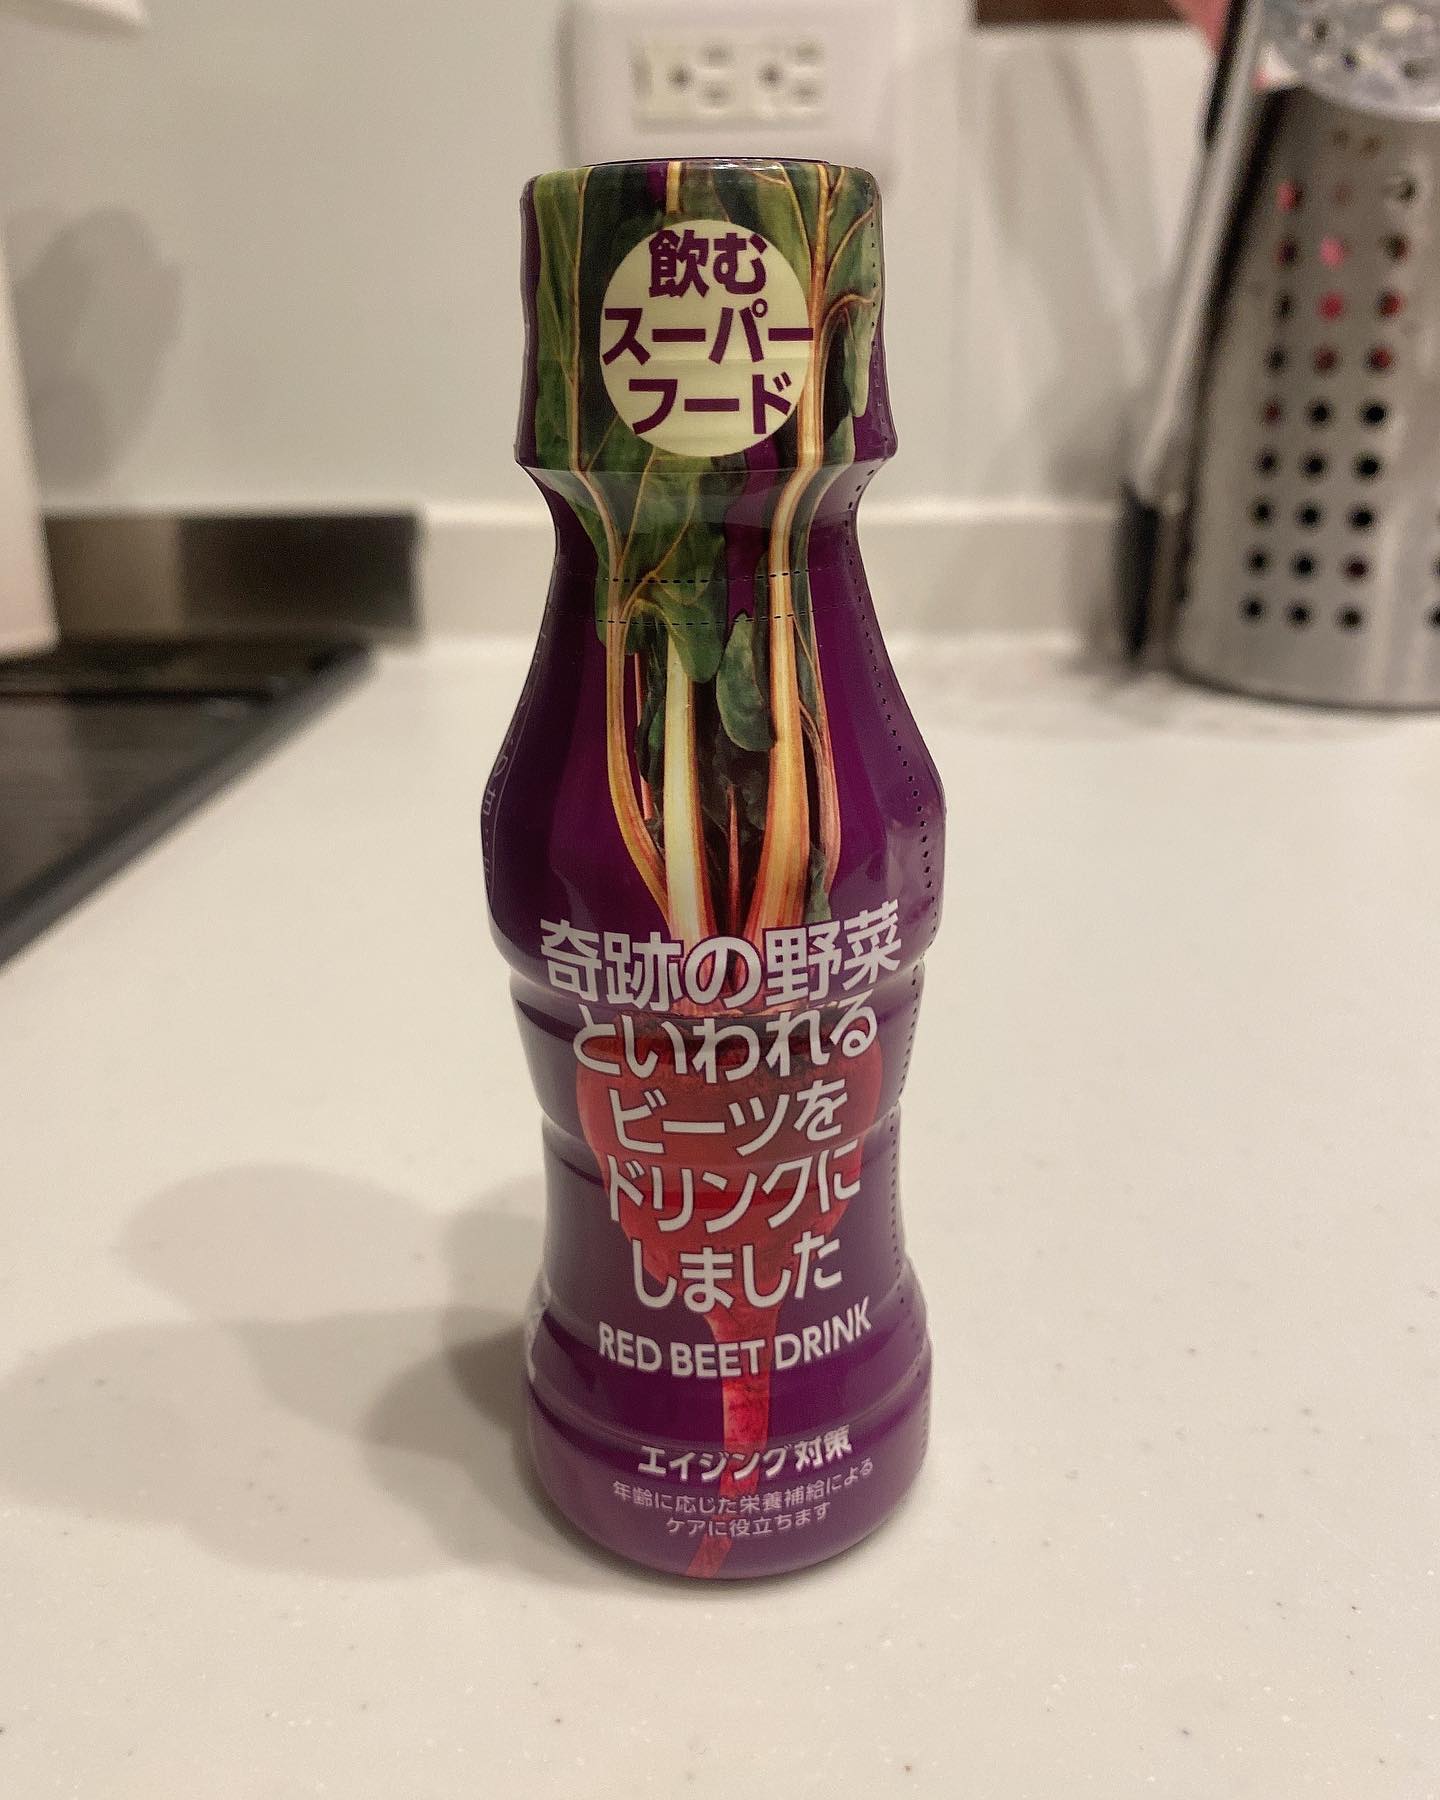 飲む
スーパー
フード
奇跡の野菜
といわれる
ビーツを
ドリンクに
しました
RED BEET DRINK
エイジング対策
年齢に応じた栄養補給による
ケアに役立ちます